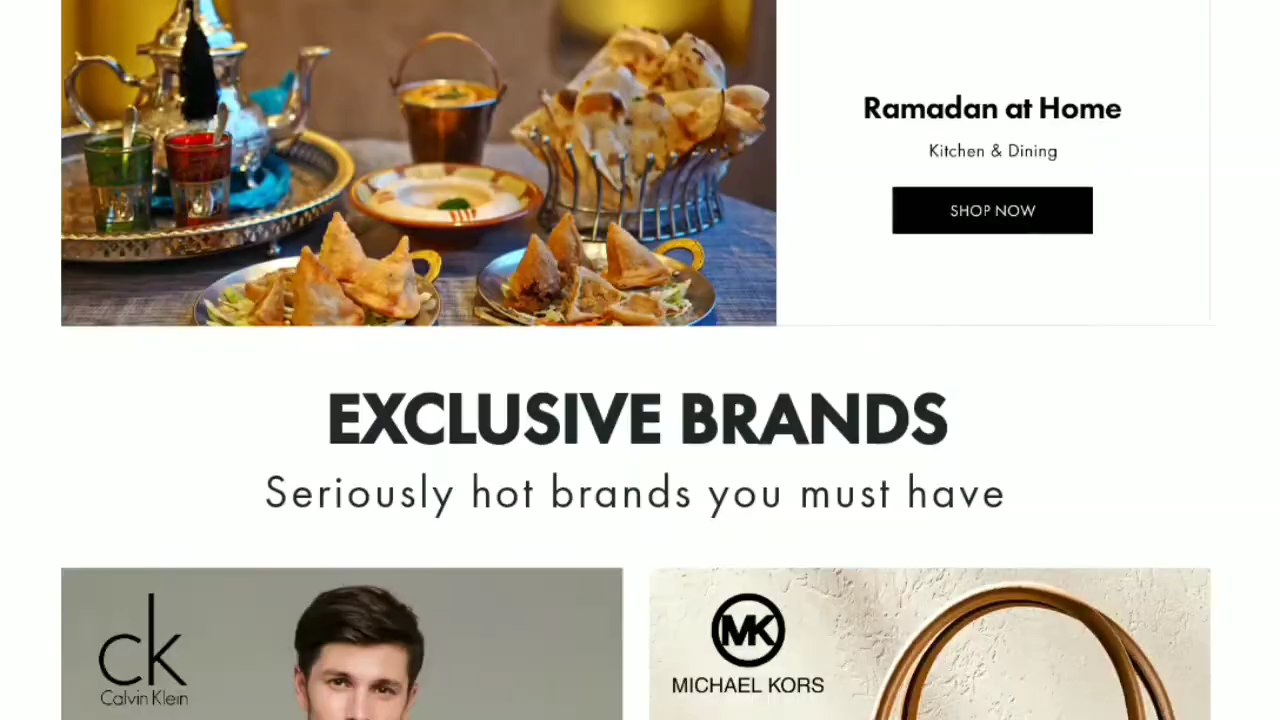 Ramadan at Home
Kitchen & Dining
SHOP NOW
EXCLUSIVE BRANDS
Seriously hot brands you must have
ck
Calvin Klein
MK
MICHAEL KORS